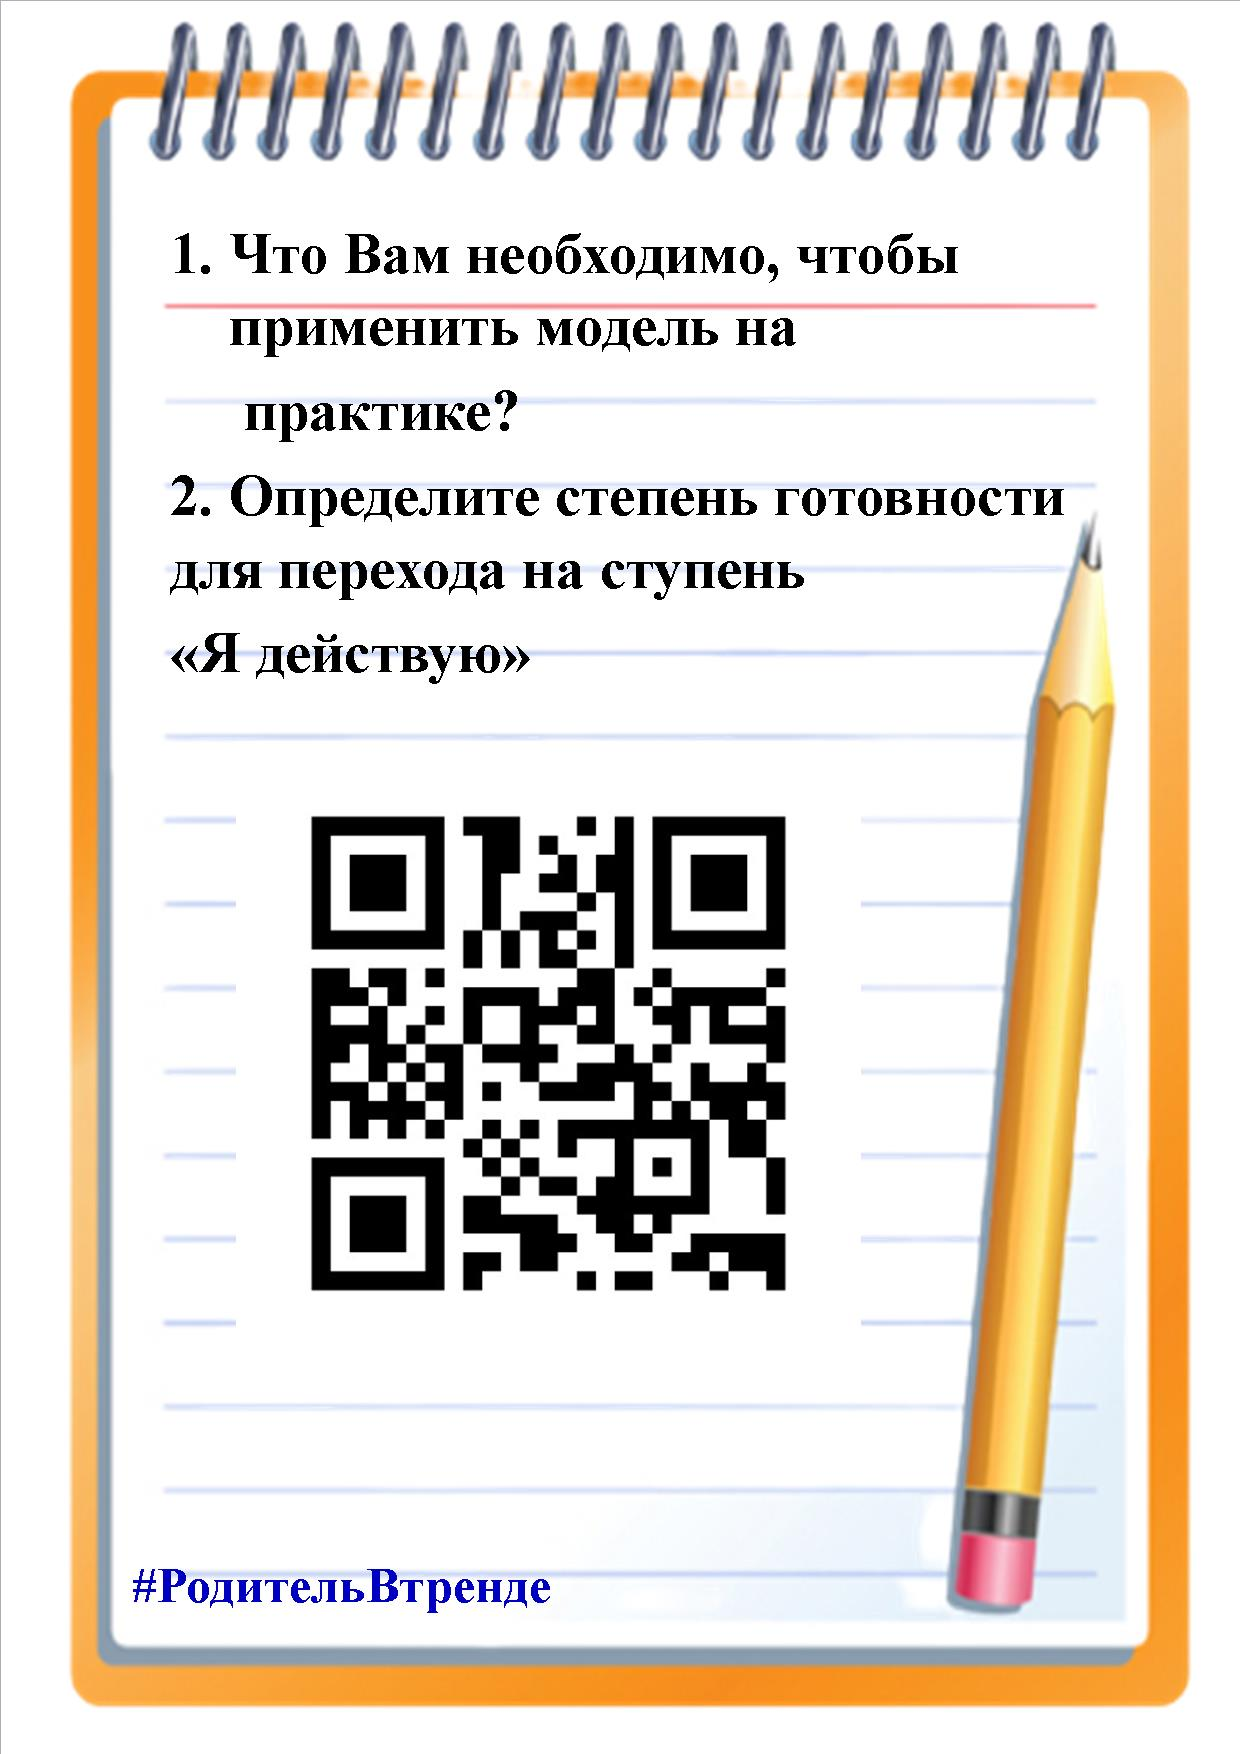 1. Что Вам необходимо, чтобы
применить модель на
практике?
2. Определите степень готовности
для перехода на ступень
«Я действую»
#РодительВтренде